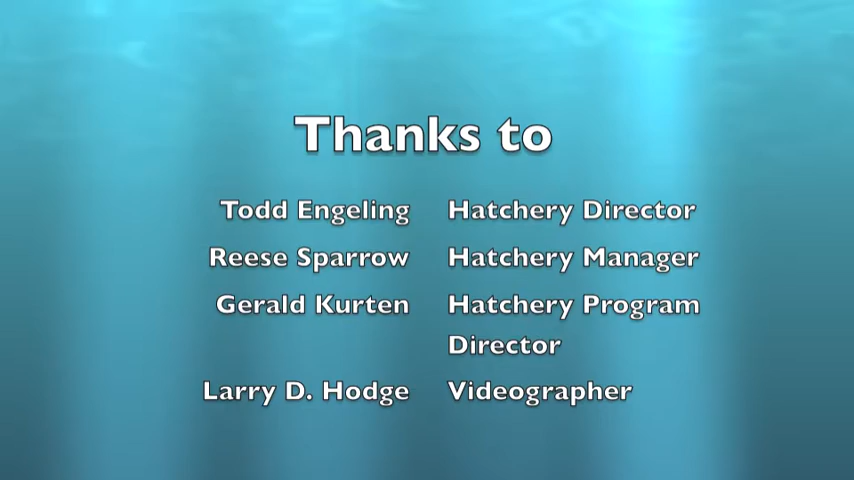 Thanks to
Todd Engeling Hatchery Director
Reese Sparrow Hatchery Manager
Gerald Kurten Hatchery Program
Director
Larry D. Hodge Videographer